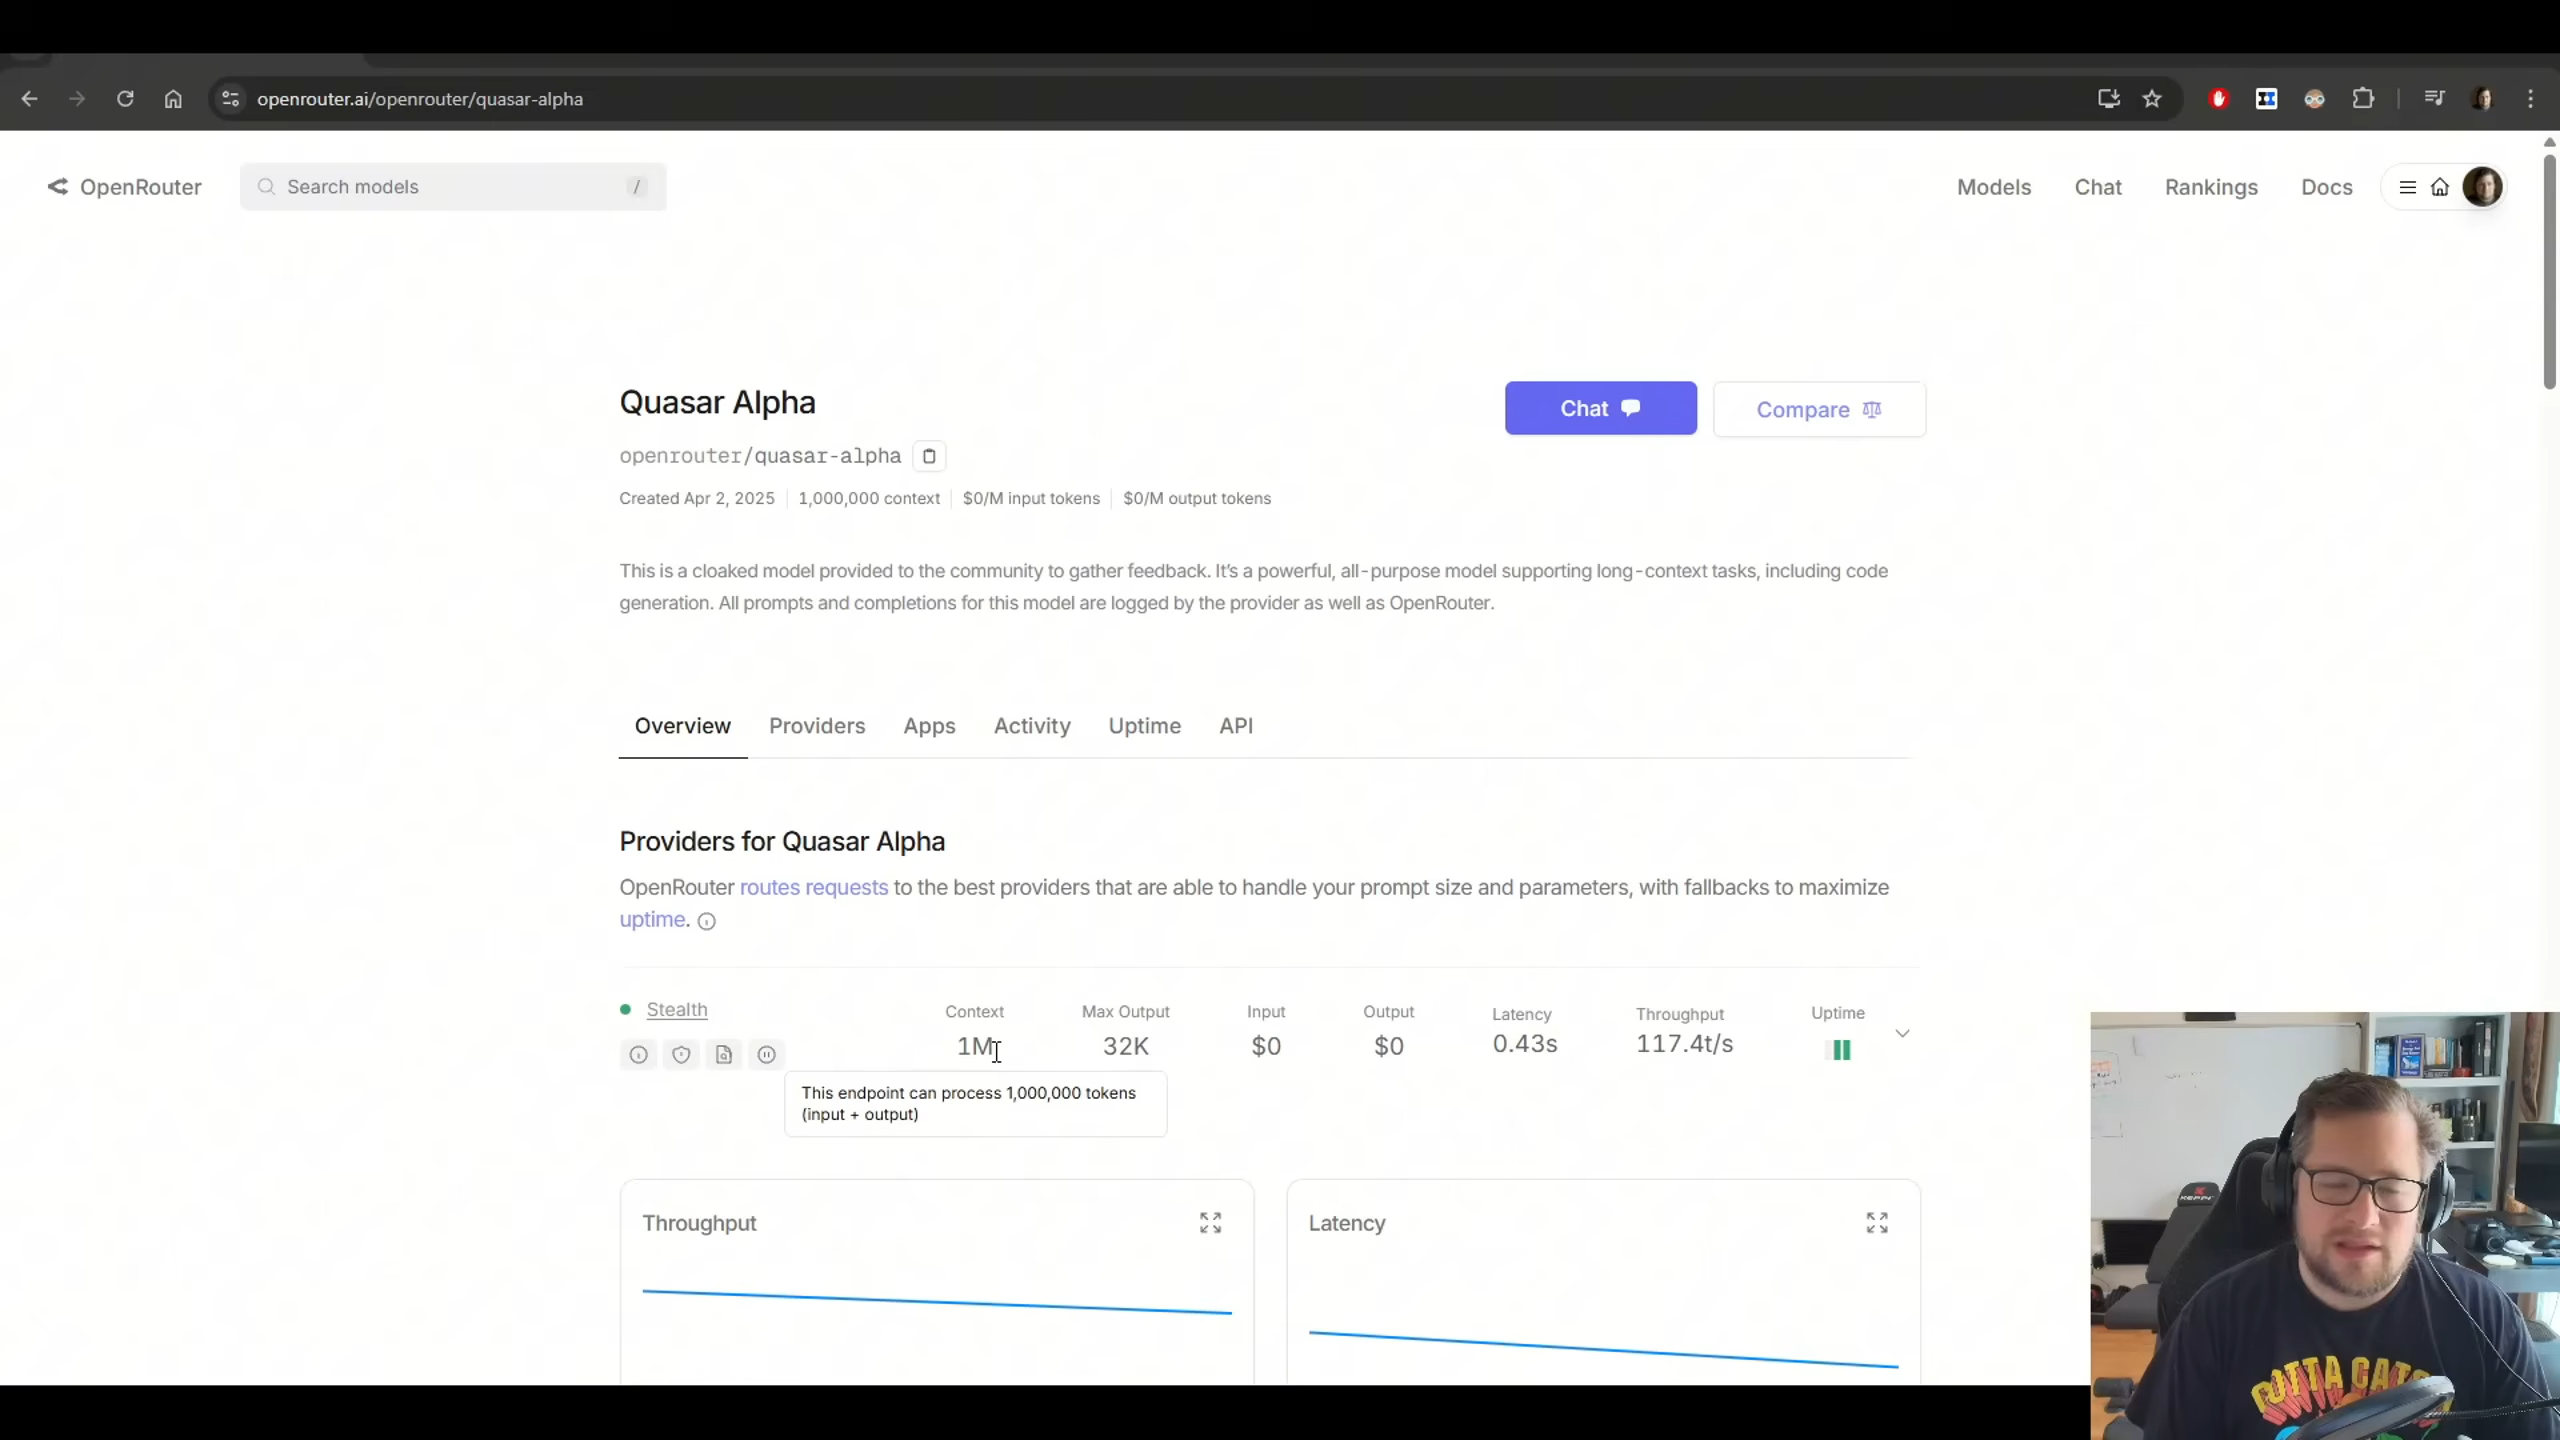 openrouter.ai/openrouter/quasar-alpha
OpenRouter
Search models
/
Models
Chat
Rankings
Docs
Quasar Alpha
Chat
Compare
openrouter/quasar-alpha
Created Apr 2, 2025
1,000,000 context
$0/M input tokens
$0/M output tokens
This is a cloaked model provided to the community to gather feedback. It's a powerful, all-purpose model supporting long-context tasks, including code
generation. All prompts and completions for this model are logged by the provider as well as OpenRouter.
Overview
Providers
Apps
Activity
Uptime
API
Providers for Quasar Alpha
OpenRouter routes requests to the best providers that are able to handle your prompt size and parameters, with fallbacks to maximize
uptime.
Stealth
Context
1M
Max Output
32K
Input
$0
Output
$0
Latency
0.43s
Throughput
117.4t/s
Uptime
This endpoint can process 1,000,000 tokens
(input + output)
Throughput
Latency